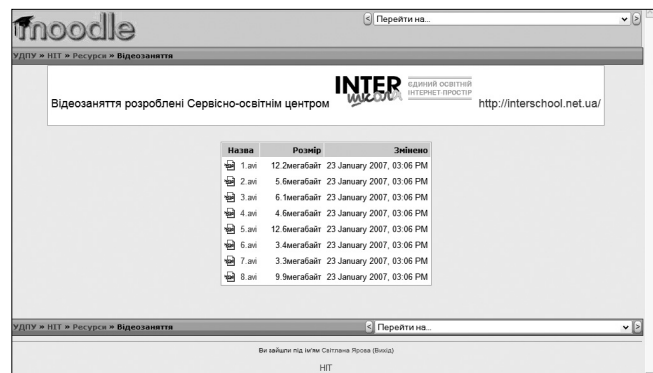 moodle
< Перейти на... >
УДПУ » НІТ » Ресурси » Відеозаняття
Відеозаняття розроблені Сервісно-освітнім центром INTER школа ЄДИНИЙ ОСВІТНІЙ ІНТЕРНЕТ ПРОСТІР http://interschool.net.ua/
Назва Розмір Змінено
1.avi 12.2мегабайт 23 January 2007, 03:06 PM
2.avi 5.6мегабайт 23 January 2007, 03:06 PM
3.avi 6.1мегабайт 23 January 2007, 03:06 PM
4.avi 4.6мегабайт 23 January 2007, 03:06 PM
5.avi 12.6мегабайт 23 January 2007, 03:06 PM
6.avi 3.4мегабайт 23 January 2007, 03:06 PM
7.avi 3.3мегабайт 23 January 2007, 03:06 PM
8.avi 9.9мегабайт 23 January 2007, 03:06 PM
УДПУ » НІТ » Ресурси » Відеозаняття < Перейти на... >
Ви зайшли під ім'ям Світлана Ярова (Вихід)
НІТ